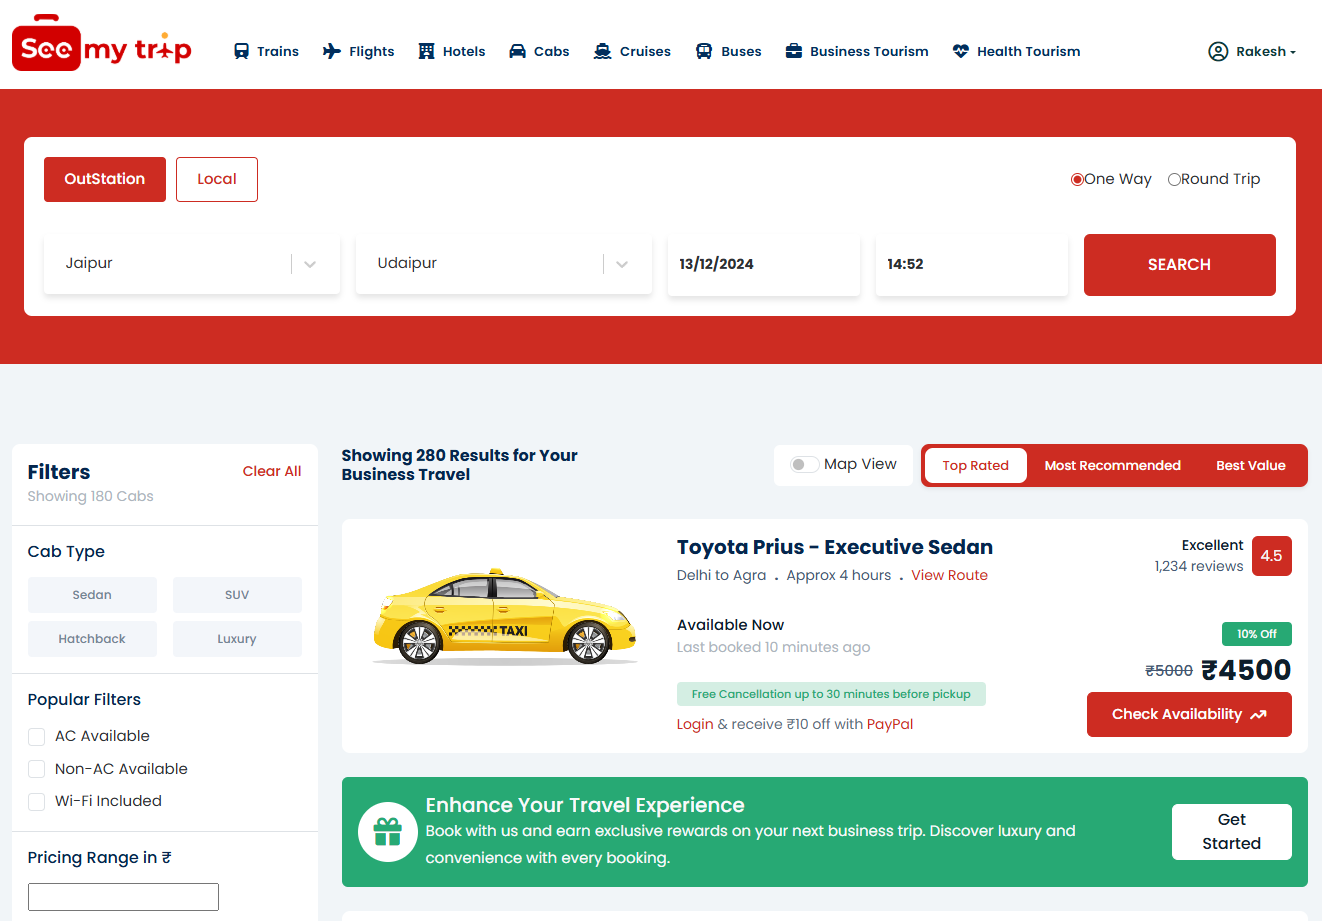 See my trip
Trains
Flights
Hotels
Cabs
Cruises
Buses
Business Tourism
Health Tourism
Rakesh
OutStation
Local
One Way
Round Trip
Jaipur
Udaipur
13/12/2024
14:52
SEARCH
Filters
Clear All
Showing 180 Cabs
Cab Type
Sedan
SUV
Hatchback
Luxury
Popular Filters
AC Available
Non-AC Available
Wi-Fi Included
Pricing Range in ₹
Showing 280 Results for Your
Business Travel
Map View
Top Rated
Most Recommended
Best Value
TAXI
Toyota Prius - Executive Sedan
Delhi to Agra . Approx 4 hours . View Route
Available Now
Last booked 10 minutes ago
Free Cancellation up to 30 minutes before pickup
Login & receive ₹10 off with PayPal
Excellent
1,234 reviews
4.5
10% Off
₹5000 ₹4500
Check Availability
Enhance Your Travel Experience
Book with us and earn exclusive rewards on your next business trip. Discover luxury and
convenience with every booking.
Get
Started